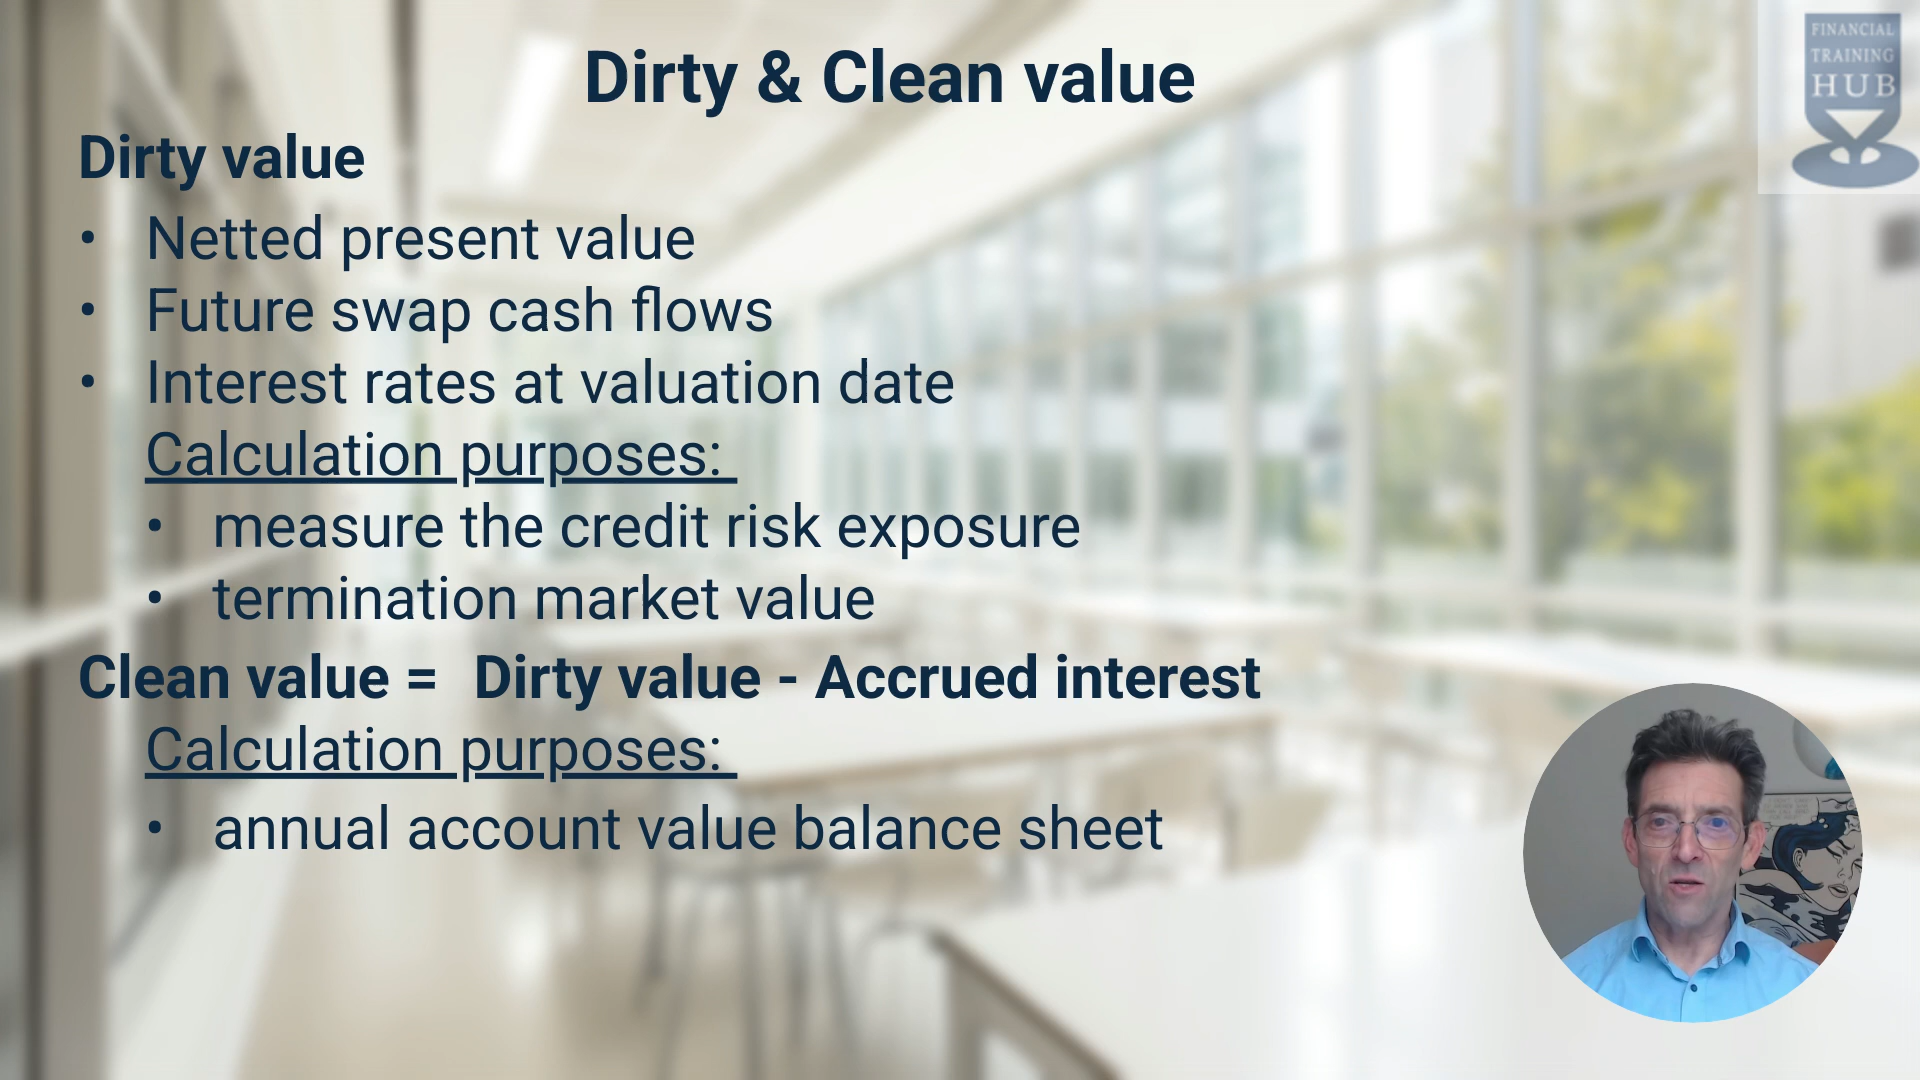 Dirty & Clean value
FINANCIAL
TRAINING
HUB
Dirty value
• Netted present value
• Future swap cash flows
• Interest rates at valuation date
Calculation purposes:
• measure the credit risk exposure
• termination market value
Clean value = Dirty value - Accrued interest
Calculation purposes:
• annual account value balance sheet